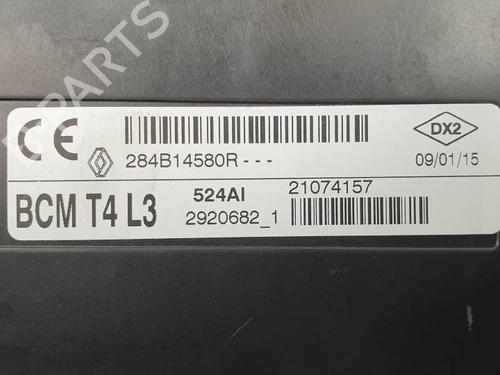 PARTS
CE
284B14580R - - -
DX2
09/01/15
BCM T4 L3
524AI
21074157
2920682_1